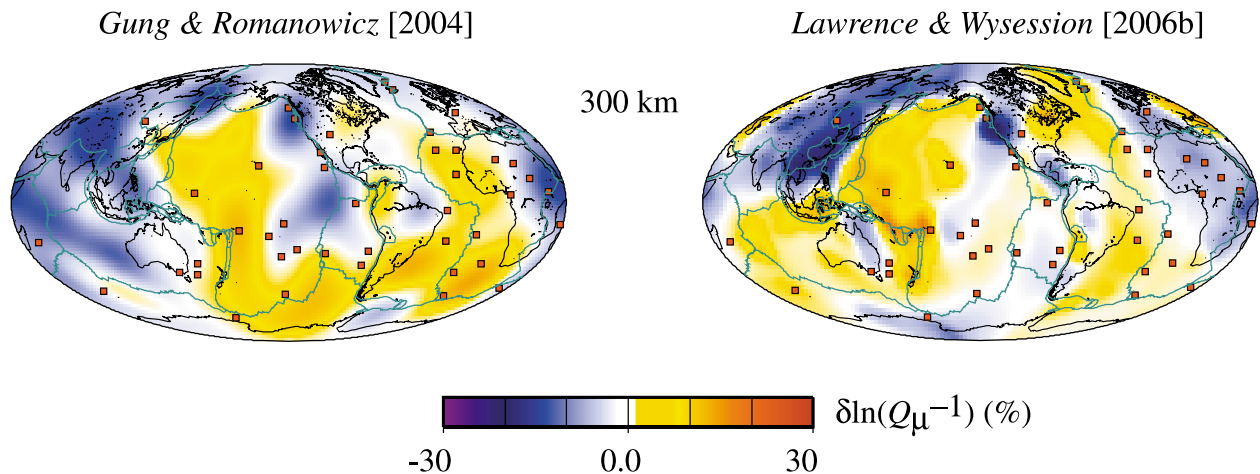 Gung & Romanowicz [2004]
Lawrence & Wysession [2006b]
300 km
δln(Qμ⁻¹) (%)
-30
0.0
30